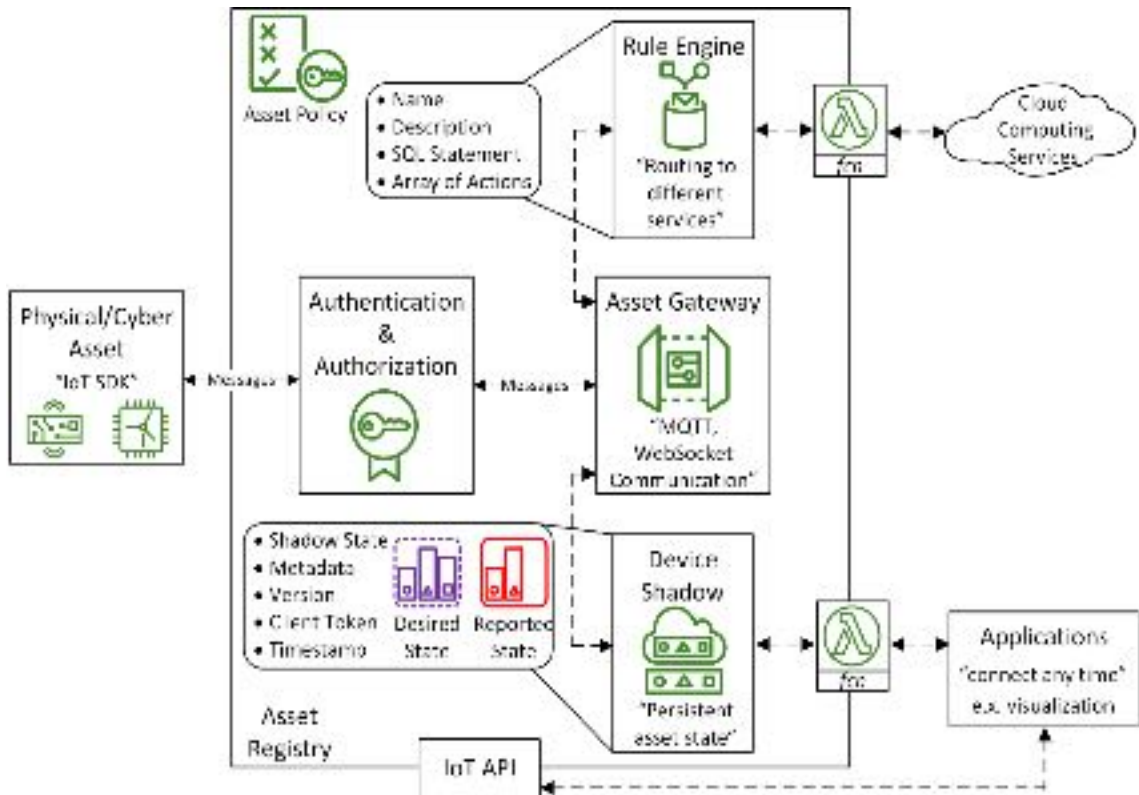 Asset Policy
• Name
• Description
• SQL Statement
• Array of Actions
Rule Engine
"Routing to
different
services"
fcn
Cloud
Computing
Services
Physical/Cyber
Asset
"IoT SDK"
Messages
Authentication
&
Authorization
Messages
Asset Gateway
"MQTT,
WebSocket
Communication"
• Shadow State
• Metadata
• Version
• Client Token
• Timestamp
Desired
State
Reported
State
Device
Shadow
"Persistent
asset state"
fcn
Applications
"connect any time"
e.x. visualization
Asset
Registry
IoT API